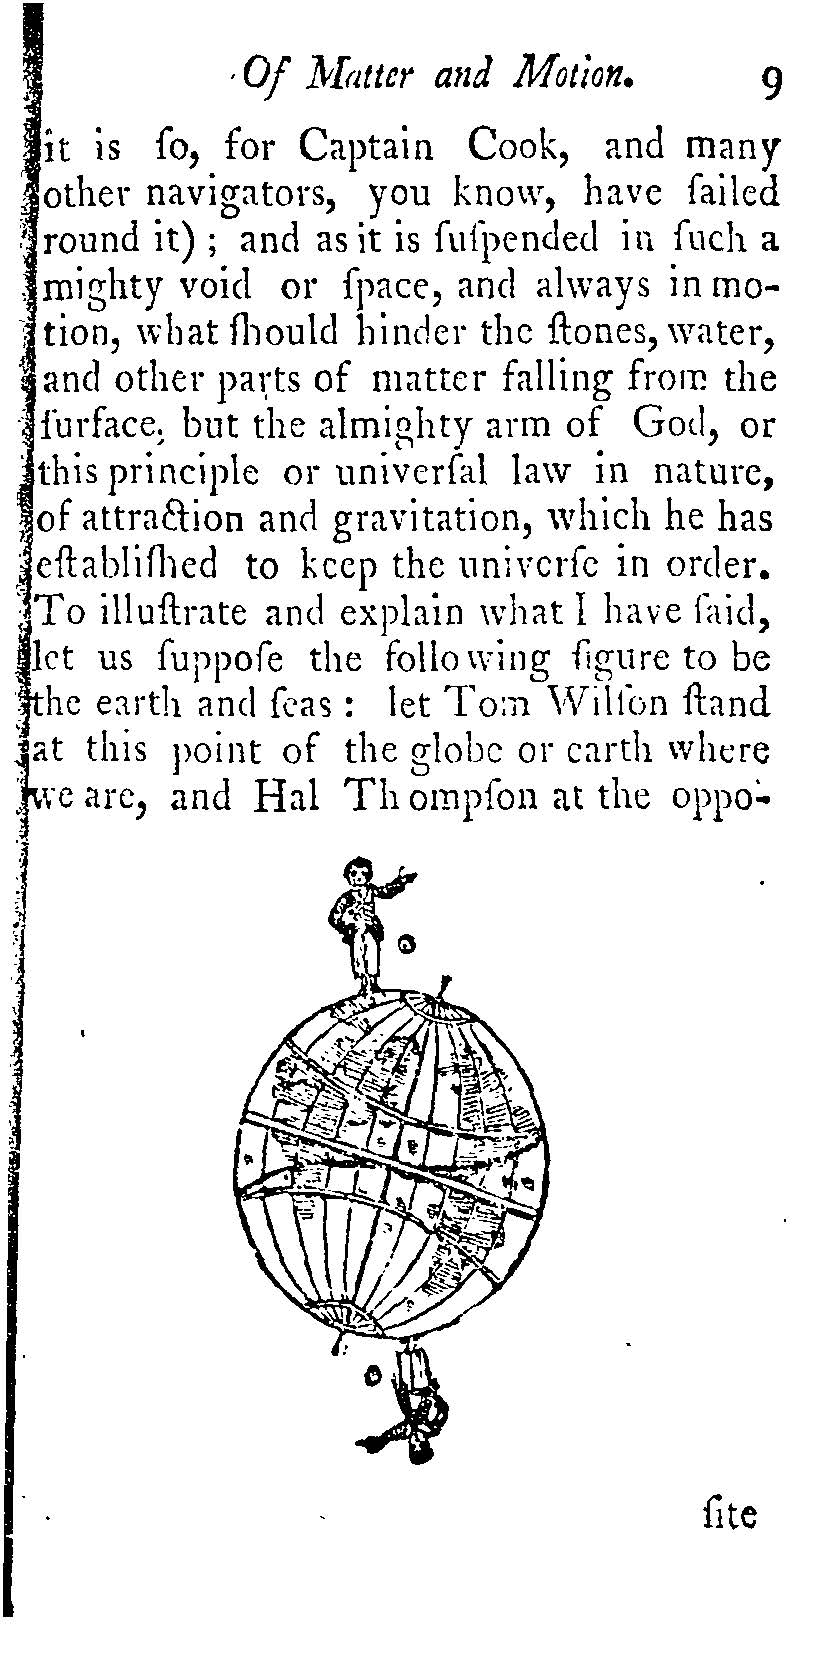 Of Matter and Motion. 9
it is ſo, for Captain Cook, and many
other navigators, you know, have ſailed
round it) ; and as it is ſuſpended in ſuch a
mighty void or ſpace, and always in mo-
tion, what ſhould hinder the ſtones, water,
and other parts of matter falling from the
ſurface, but the almighty arm of God, or
this principle or univerſal law in nature,
of attraction and gravitation, which he has
eſtabliſhed to keep the univerſe in order.
To illuſtrate and explain what I have ſaid,
let us ſuppoſe the following figure to be
the earth and ſeas : let Tom Wilſon ſtand
at this point of the globe or earth where
we are, and Hal Thompſon at the oppo-
ſite